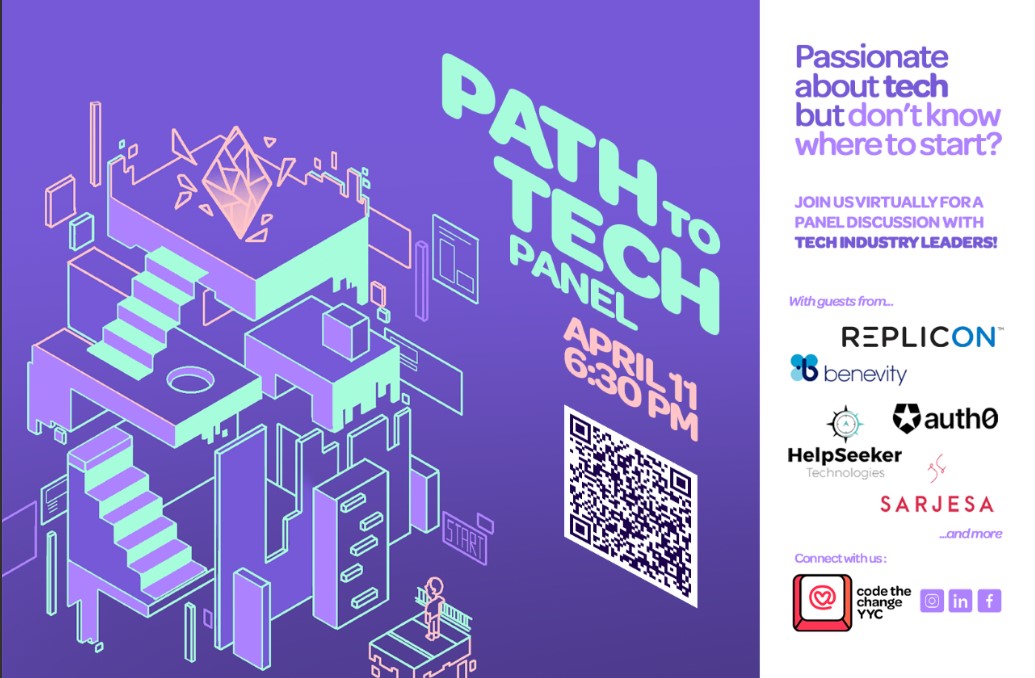 PATH TO
TECH
PANEL
APRIL 11
6:30 PM
START
Passionate
about tech
but don't know
where to start?
JOIN US VIRTUALLY FOR A
PANEL DISCUSSION WITH
TECH INDUSTRY LEADERS!
With guests from...
REPLICON™
benevity
auth0
HelpSeeker
Technologies
SARJESA
...and more
Connect with us :
code the
change
YYC
in
f